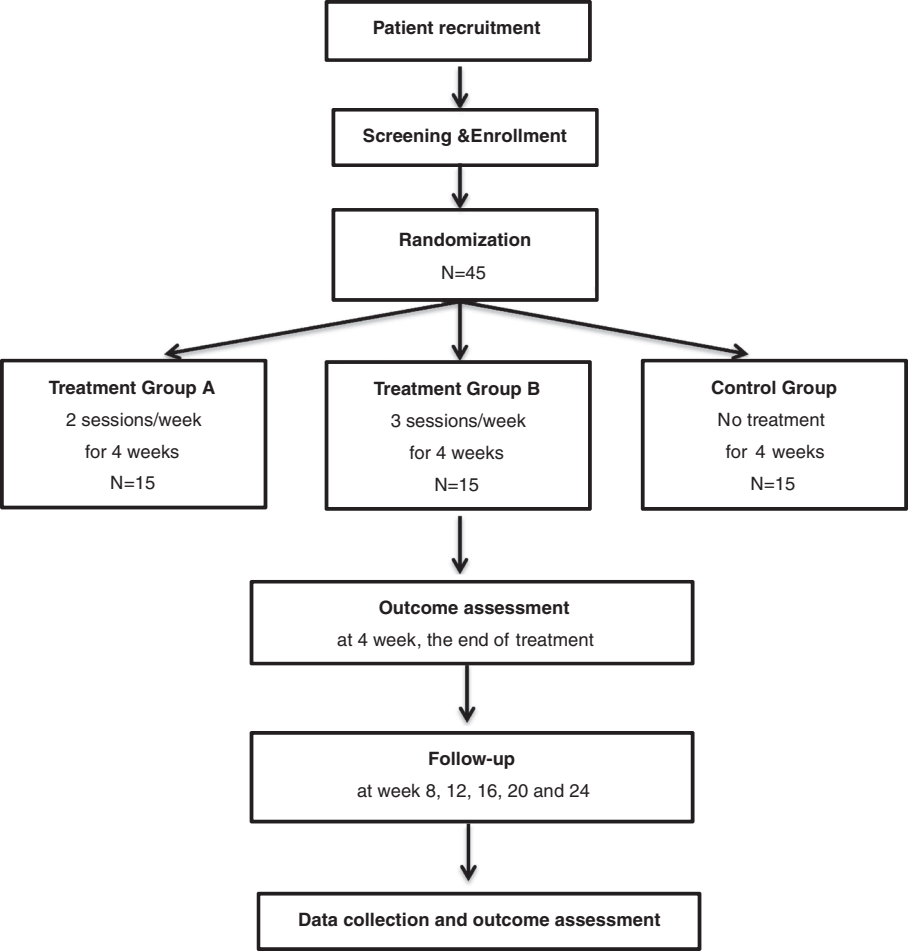 Patient recruitment
Screening &Enrollment
Randomization
N=45
Treatment Group A
2 sessions/week
for 4 weeks
N=15
Treatment Group B
3 sessions/week
for 4 weeks
N=15
Control Group
No treatment
for 4 weeks
N=15
Outcome assessment
at 4 week, the end of treatment
Follow-up
at week 8, 12, 16, 20 and 24
Data collection and outcome assessment